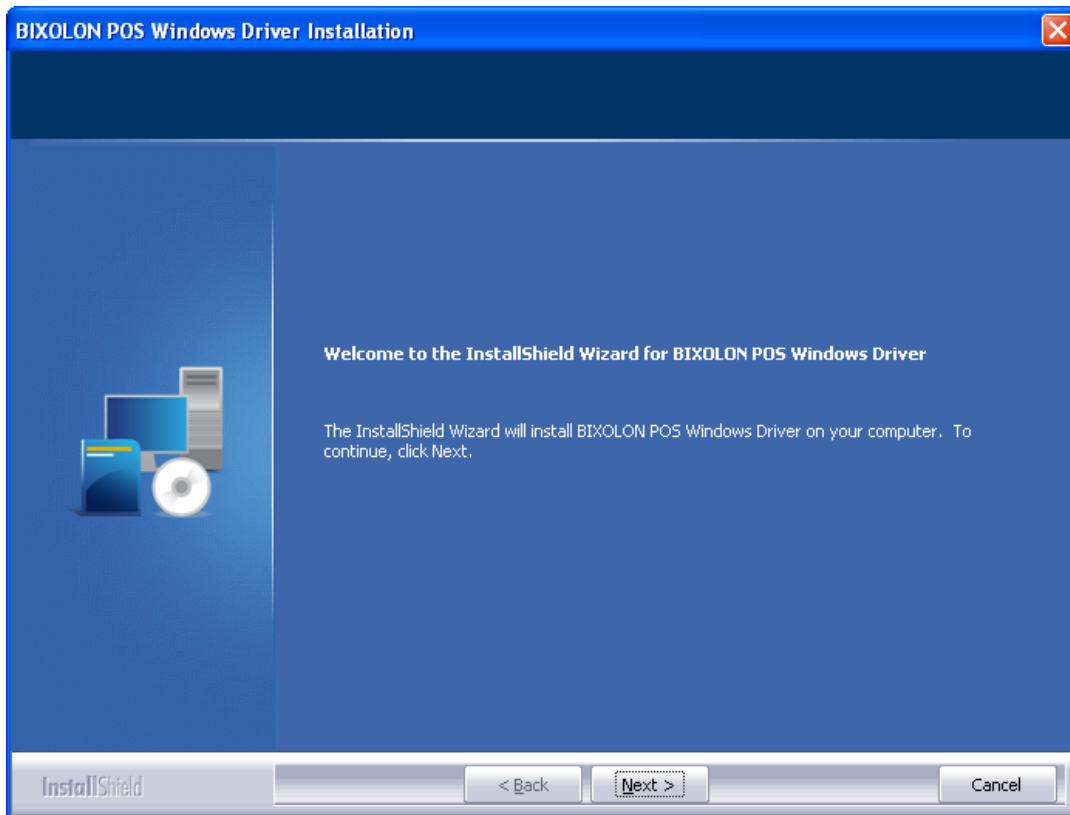 BIXOLON POS Windows Driver Installation
Welcome to the InstallShield Wizard for BIXOLON POS Windows Driver
The InstallShield Wizard will install BIXOLON POS Windows Driver on your computer.  To
continue, click Next.
InstallShield
< Back
Next >
Cancel